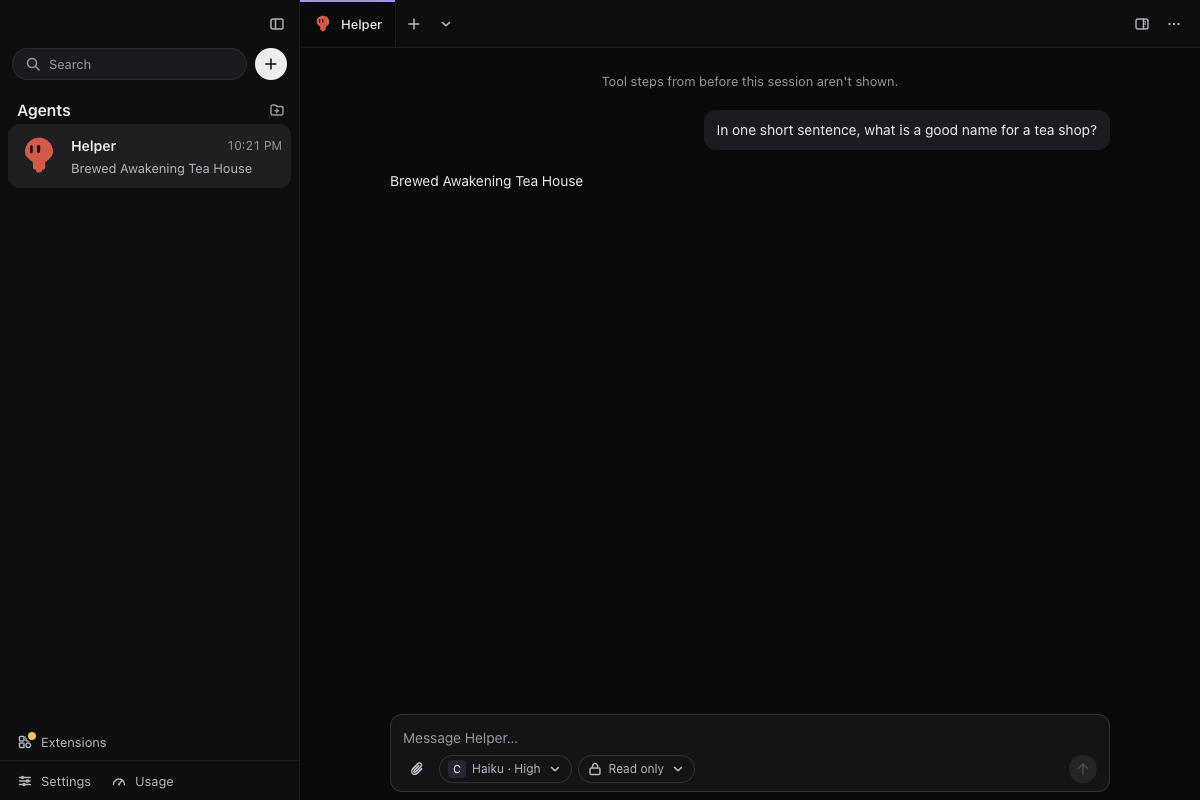 Search
Agents
Helper
10:21 PM
Brewed Awakening Tea House
Extensions
Settings
Usage
Helper
Tool steps from before this session aren't shown.
In one short sentence, what is a good name for a tea shop?
Brewed Awakening Tea House
Message Helper...
C Haiku · High
Read only